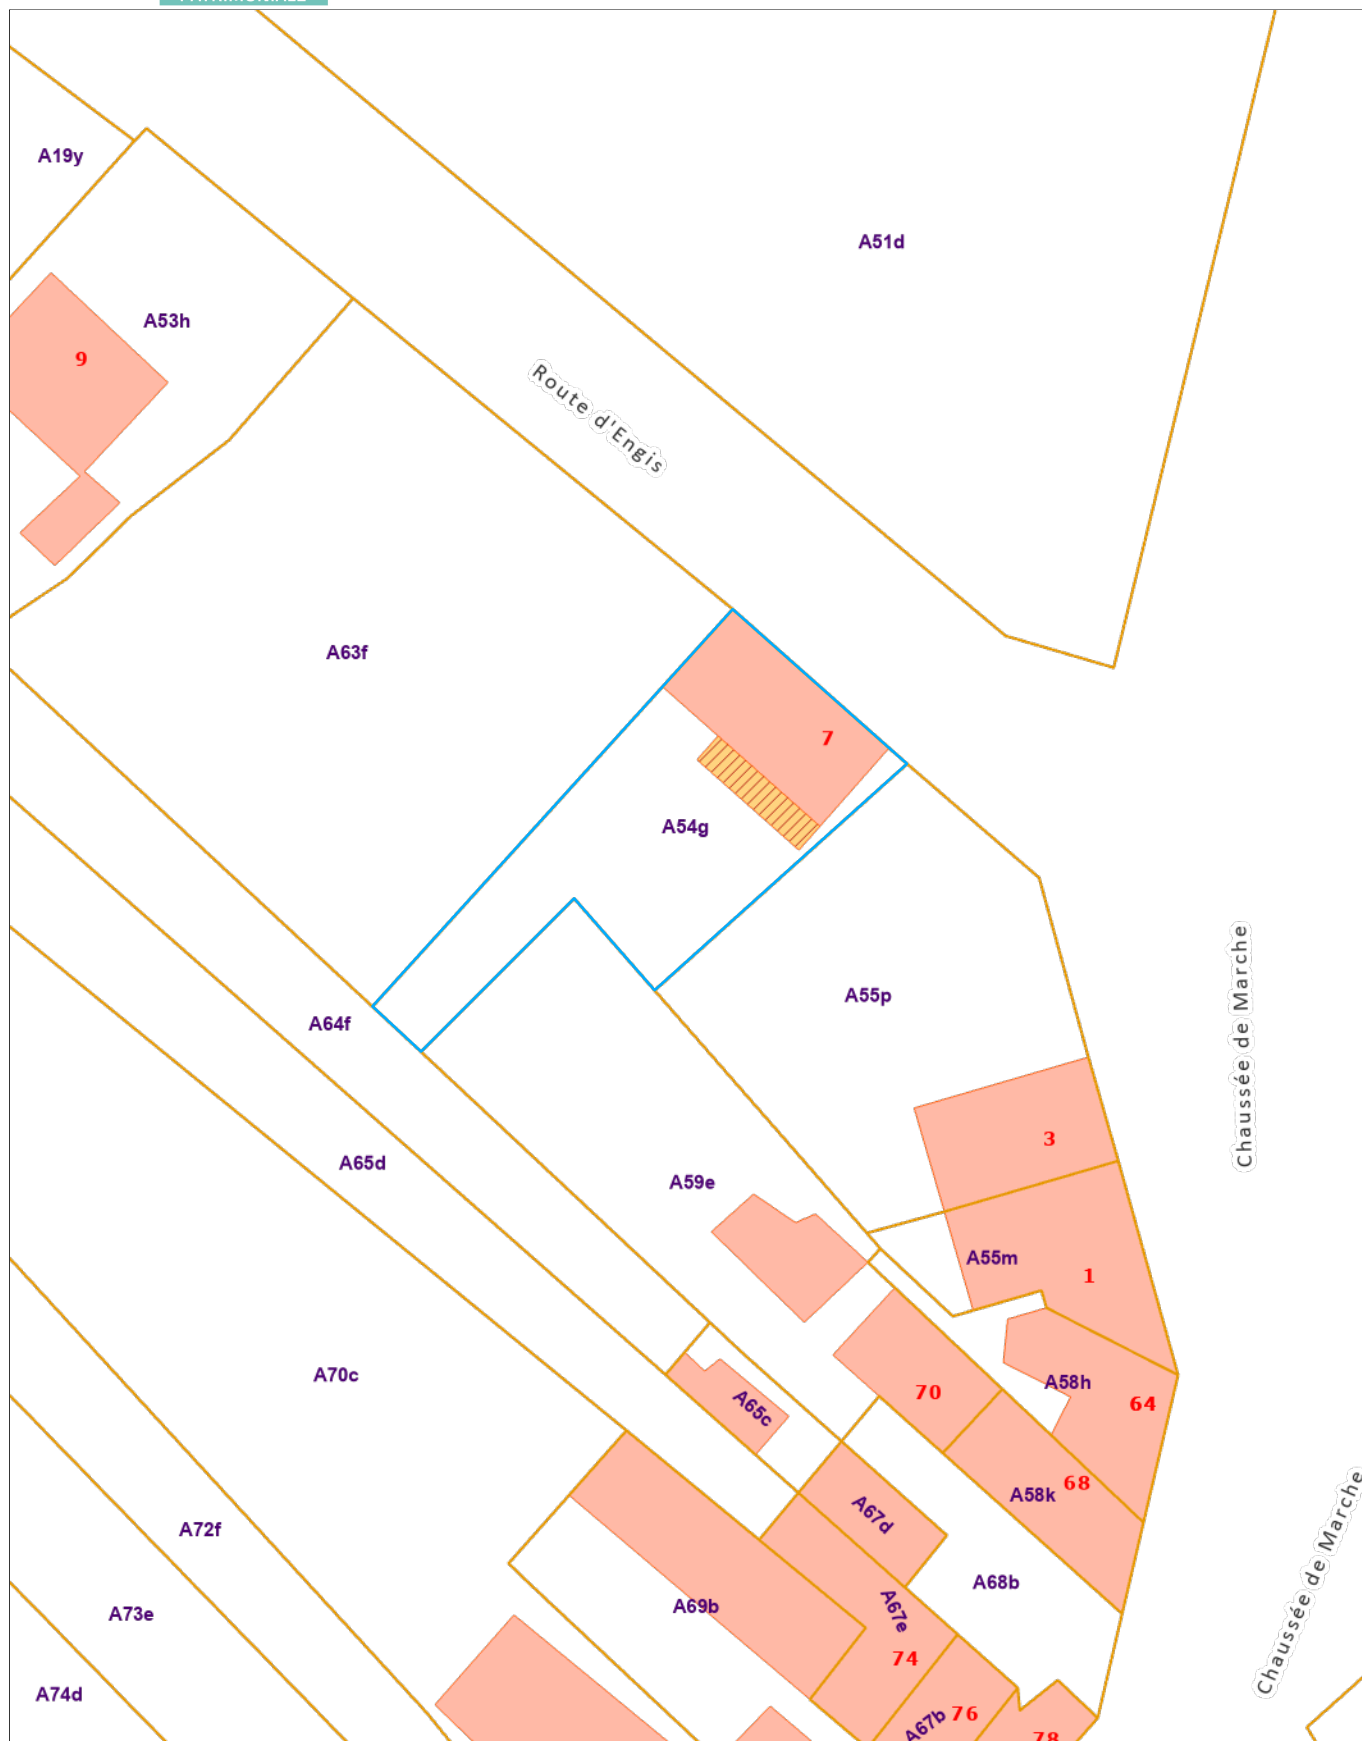 A19y
A51d
A53h
9
Route d'Engis
A63f
7
A54g
Chaussée de Marche
A55p
A64f
3
A65d
A59e
A55m
1
A70c
A58h
70
64
A65c
68
A58k
A67d
A72f
Chaussée de Marche
A68b
A69b
A67e
A73e
74
A74d
76
A67b
78